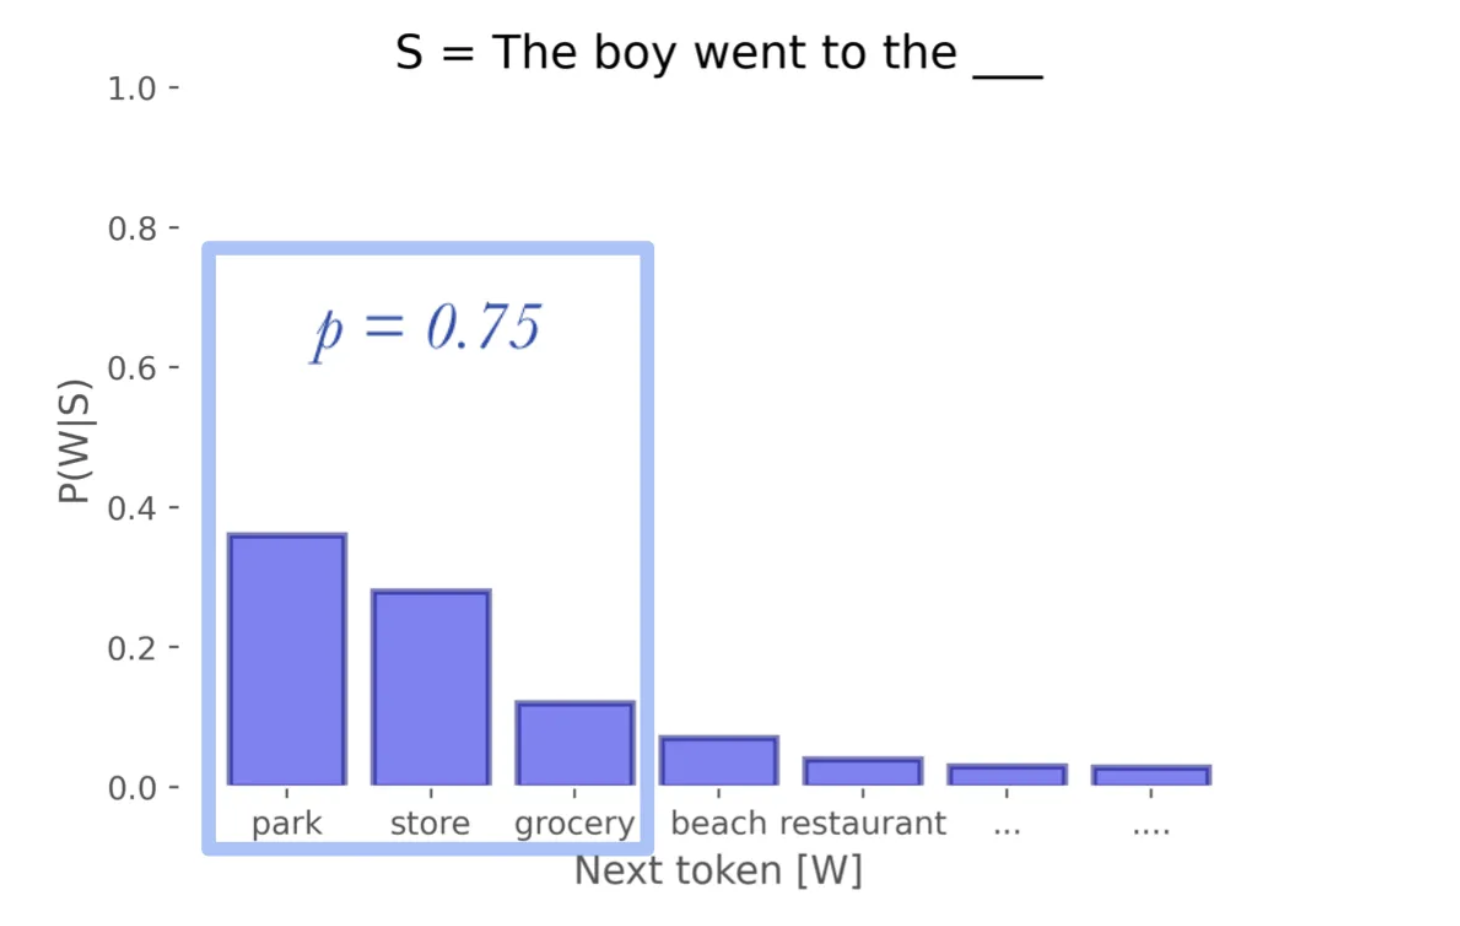 S = The boy went to the ___
1.0
0.8
0.6
0.4
0.2
0.0
P(W|S)
p = 0.75
park store grocery beach restaurant ... ....
Next token [W]